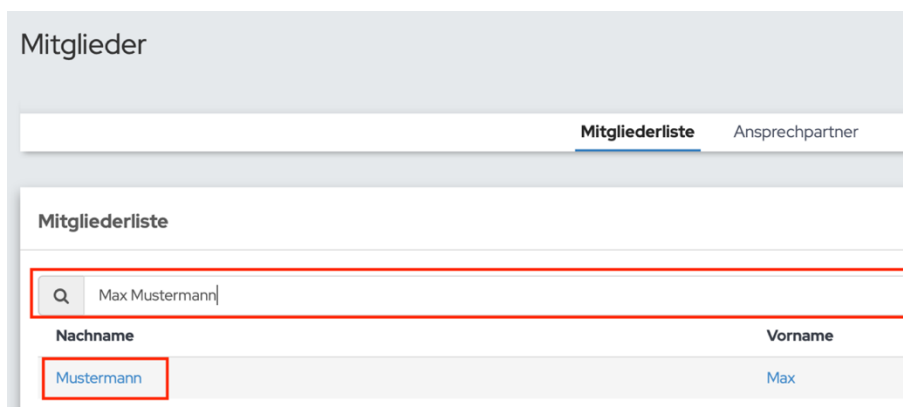 Mitglieder
Mitgliederliste Ansprechpartner
Mitgliederliste
Max Mustermann
Nachname Vorname
Mustermann Max